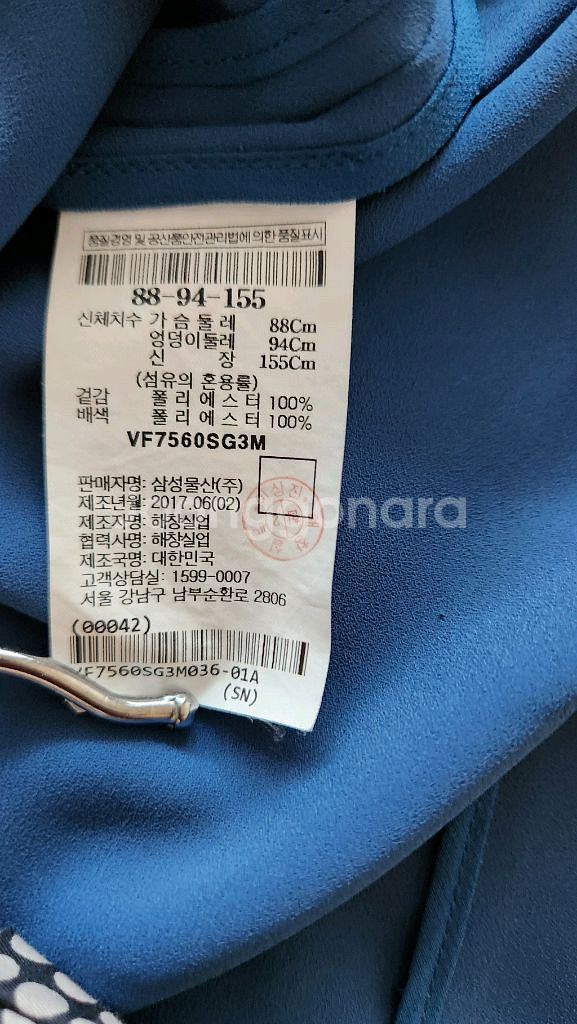 품질경영 및 공산품안전관리법에 의한 품질표시
88-94-155
신체치수 가 슴 둘 레 88Cm
엉덩이둘레 94Cm
신 장 155Cm
(섬유의 혼용률)
겉감 폴 리 에 스 터 100%
배색 폴 리 에 스 터 100%
VF7560SG3M
판매자명: 삼성물산(주)
제조년월: 2017.06(02)
제조자명: 해창실업
협력사명: 해창실업
제조국명: 대한민국
고객상담실: 1599-0007
서울 강남구 남부순환로 2806
(00042)
VF7560SG3M036-01A
(SN)